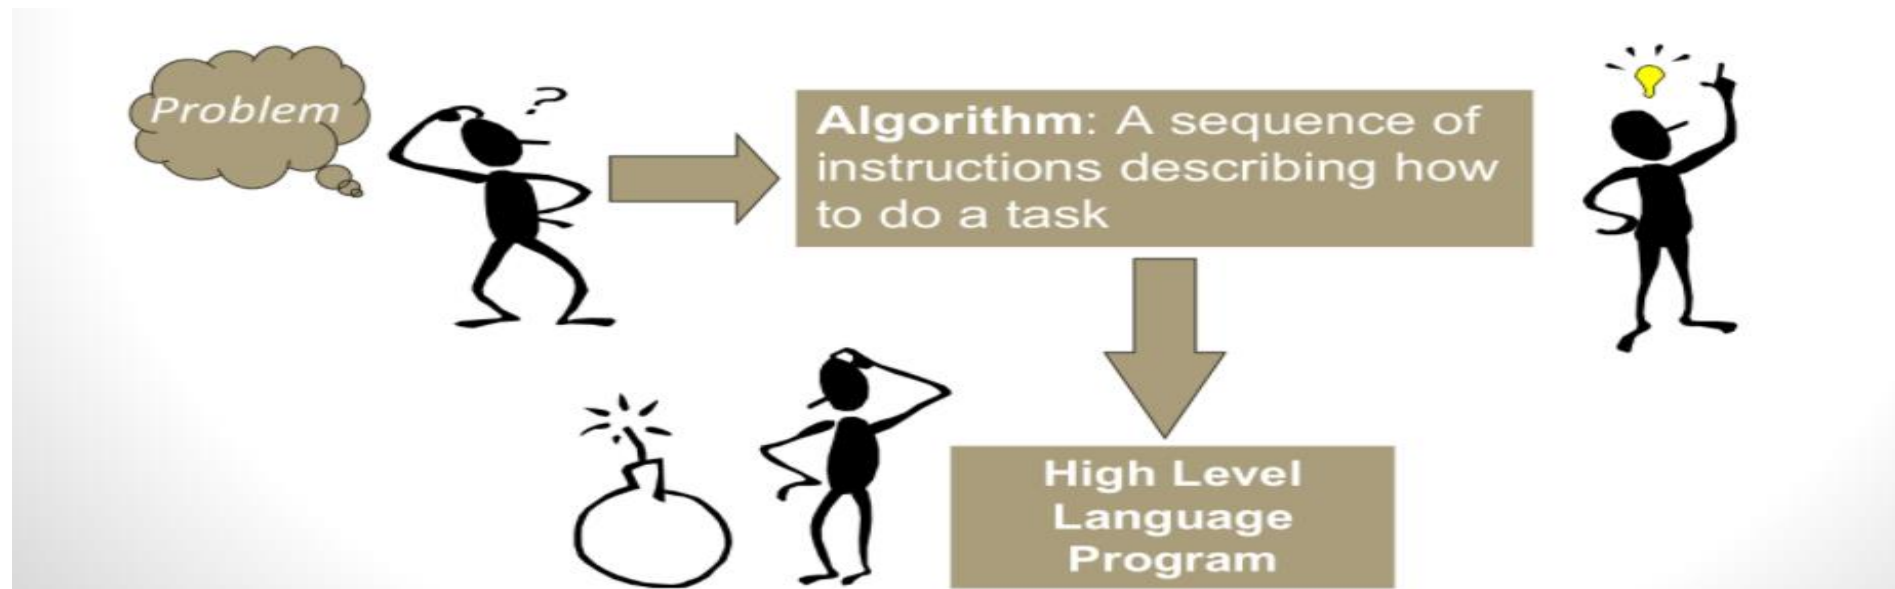 Problem
?
Algorithm: A sequence of
instructions describing how
to do a task
High Level
Language
Program